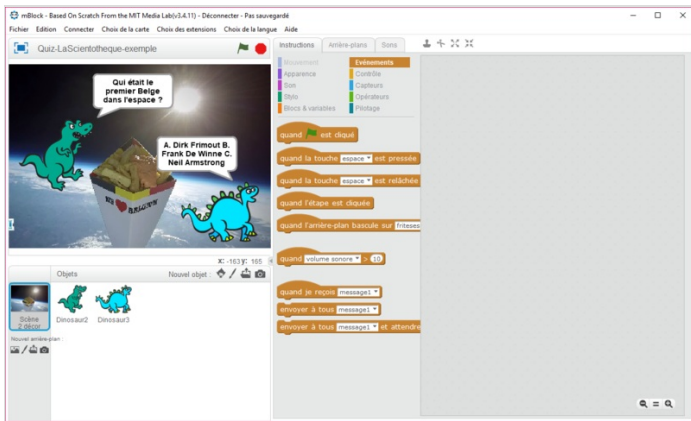 mBlock - Based On Scratch From the MIT Media Lab(v3.4.11) - Déconnecter - Pas sauvegardé
Fichier Edition Connecter Choix de la carte Choix des extensions Choix de la langue Aide
Quiz-LaScientotheque-exemple
Qui était le
premier Belge
dans l'espace ?
A. Dirk Frimout B.
Frank De Winne C.
Neil Armstrong
x: -163 y: 165
Objets Nouvel objet :
Scène
2 décor
Dinosaur2 Dinosaur3
Nouvel arrière-plan :
Instructions Arrière-plans Sons
Mouvement Evénements
Apparence Contrôle
Son Capteurs
Stylo Opérateurs
Blocs & variables Pilotage
quand est cliqué
quand la touche espace est pressée
quand la touche espace est relâchée
quand l'étape est cliquée
quand l'arrière-plan bascule sur friteses
quand volume sonore > 10
quand je reçois message1
envoyer à tous message1
envoyer à tous message1 et attendre